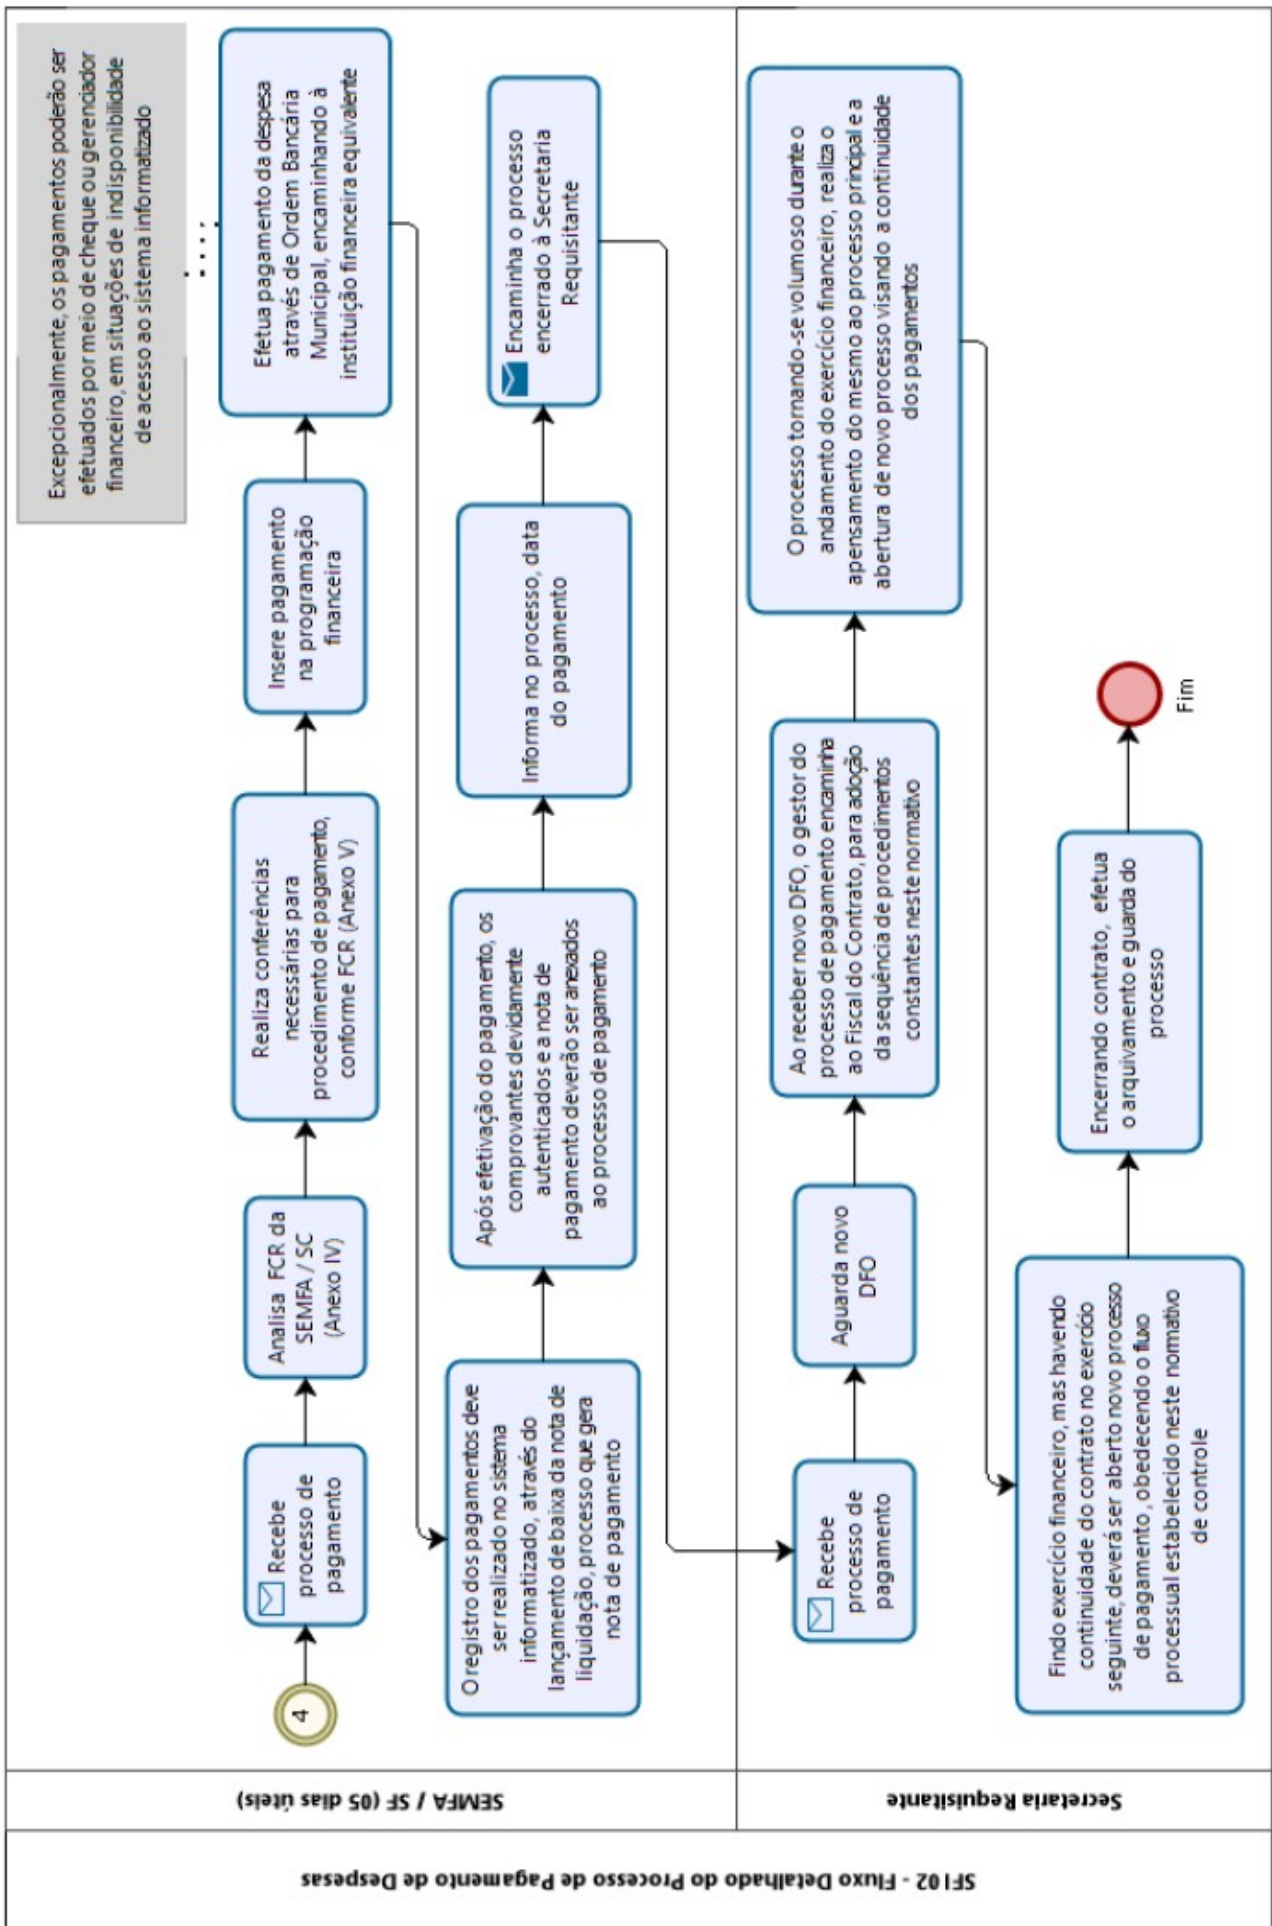 SFI 02 - Fluxo Detalhado do Processo de Pagamento de Despesas
SEMFA / SF (05 dias úteis)
4
Recebe
processo de
pagamento
Analisa FCR da
SEMFA / SC
(Anexo IV)
Realiza conferências
necessárias para
procedimento de pagamento,
conforme FCR (Anexo V)
Insere pagamento
na programação
financeira
Efetua pagamento da despesa
através de Ordem Bancária
Municipal, encaminhando à
instituição financeira equivalente
Excepcionalmente, os pagamentos poderão ser
efetuados por meio de cheque ou gerenciador
financeiro, em situações de indisponibilidade
de acesso ao sistema informatizado
O registro dos pagamentos deve
ser realizado no sistema
informatizado, através do
lançamento de baixa da nota de
liquidação, processo que gera
nota de pagamento
Após efetivação do pagamento, os
comprovantes devidamente
autenticados e a nota de
pagamento deverão ser anexados
ao processo de pagamento
Informa no processo, data
do pagamento
Encaminha o processo
encerrado à Secretaria
Requisitante
Secretaria Requisitante
Recebe
processo de
pagamento
Aguarda novo
DFO
Ao receber novo DFO, o gestor do
processo de pagamento encaminha
ao Fiscal do Contrato, para adoção
da sequência de procedimentos
constantes neste normativo
O processo tornando-se volumoso durante o
andamento do exercício financeiro, realiza o
apensamento do mesmo ao processo principal e a
abertura de novo processo visando a continuidade
dos pagamentos
Findo exercício financeiro, mas havendo
continuidade do contrato no exercício
seguinte, deverá ser aberto novo processo
de pagamento, obedecendo o fluxo
processual estabelecido neste normativo
de controle
Encerrando contrato, efetua
o arquivamento e guarda do
processo
Fim